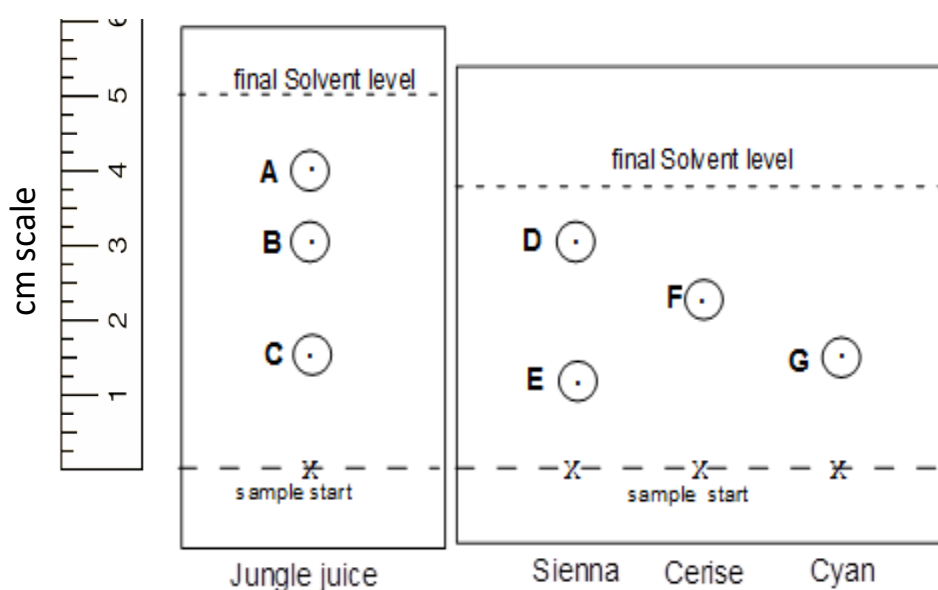 cm scale
6
5
4
3
2
1
final Solvent level
A
B
C
X
sample start
Jungle juice
final Solvent level
D
F
G
E
X X X
sample start
Sienna Cerise Cyan